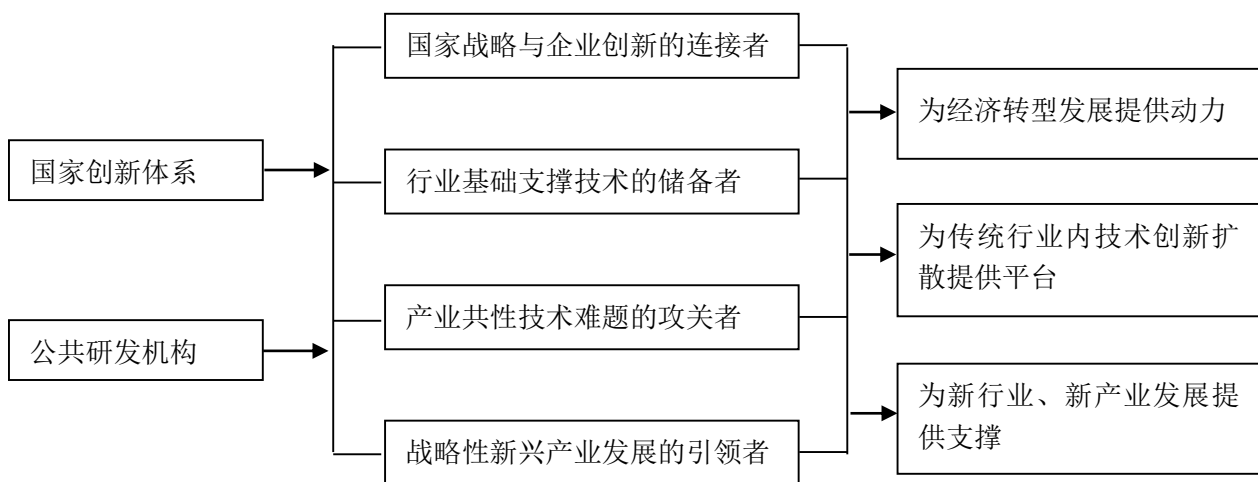 国家创新体系
公共研发机构
国家战略与企业创新的连接者
行业基础支撑技术的储备者
产业共性技术难题的攻关者
战略性新兴产业发展的引领者
为经济转型发展提供动力
为传统行业内技术创新扩
散提供平台
为新行业、新产业发展提
供支撑